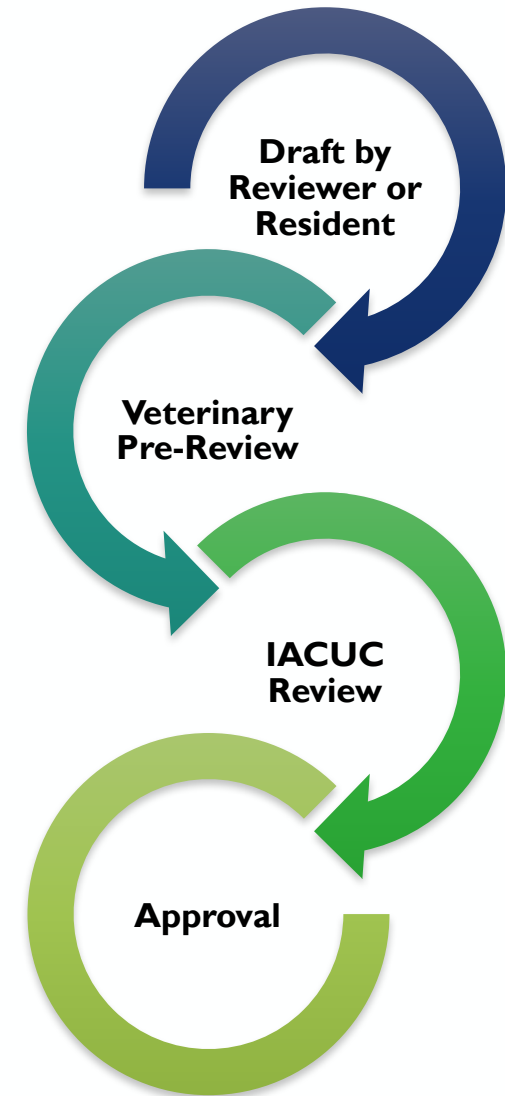 Draft by
Reviewer or
Resident
Veterinary
Pre-Review
IACUC
Review
Approval